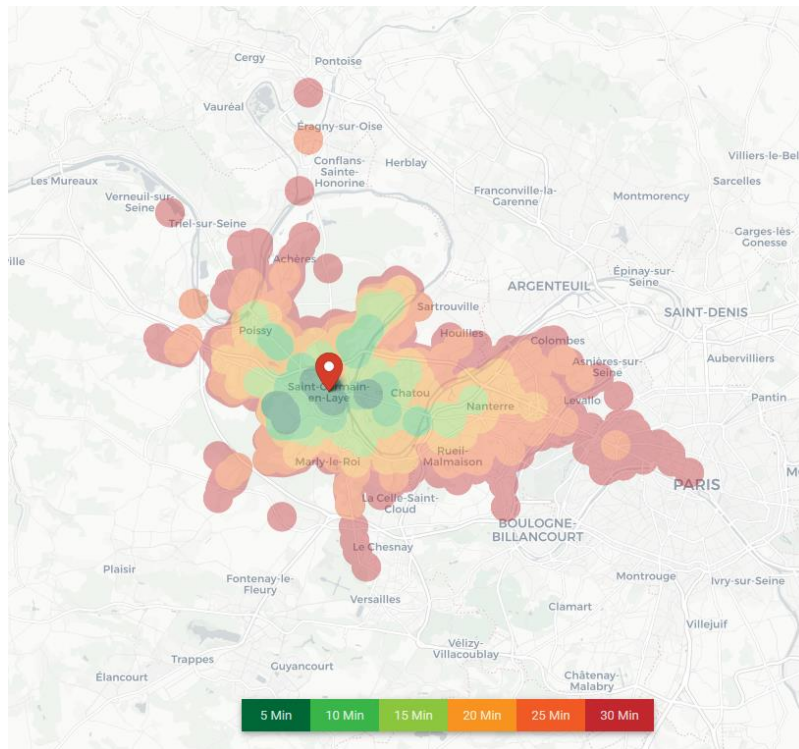 Cergy
Pontoise
Vauréal
Éragny-sur-Oise
Conflans-
Sainte-
Honorine
Herblay
Villiers-le-Bel
Les Mureaux
Verneuil-sur-
Seine
Triel-sur-Seine
Franconville-la-
Garenne
Montmorency
Sarcelles
Garges-lès-
Gonesse
ville
Achères
ARGENTEUIL
Épinay-sur-
Seine
SAINT-DENIS
Sartrouville
Poissy
Houilles
Colombes
Asnières-sur-
Seine
Aubervilliers
Saint-Germain-
en-Laye
Chatou
Nanterre
Levallo
Pantin
Marly-le-Roi
Rueil-
Malmaison
PARIS
La Celle-Saint-
Cloud
BOULOGNE-
BILLANCOURT
Le Chesnay
Plaisir
Fontenay-le-
Fleury
Versailles
Montrouge
Ivry-sur-Seine
Clamart
Villejuif
Vélizy-
Villacoublay
Trappes
Guyancourt
Élancourt
Châtenay-
Malabry
5 Min 10 Min 15 Min 20 Min 25 Min 30 Min